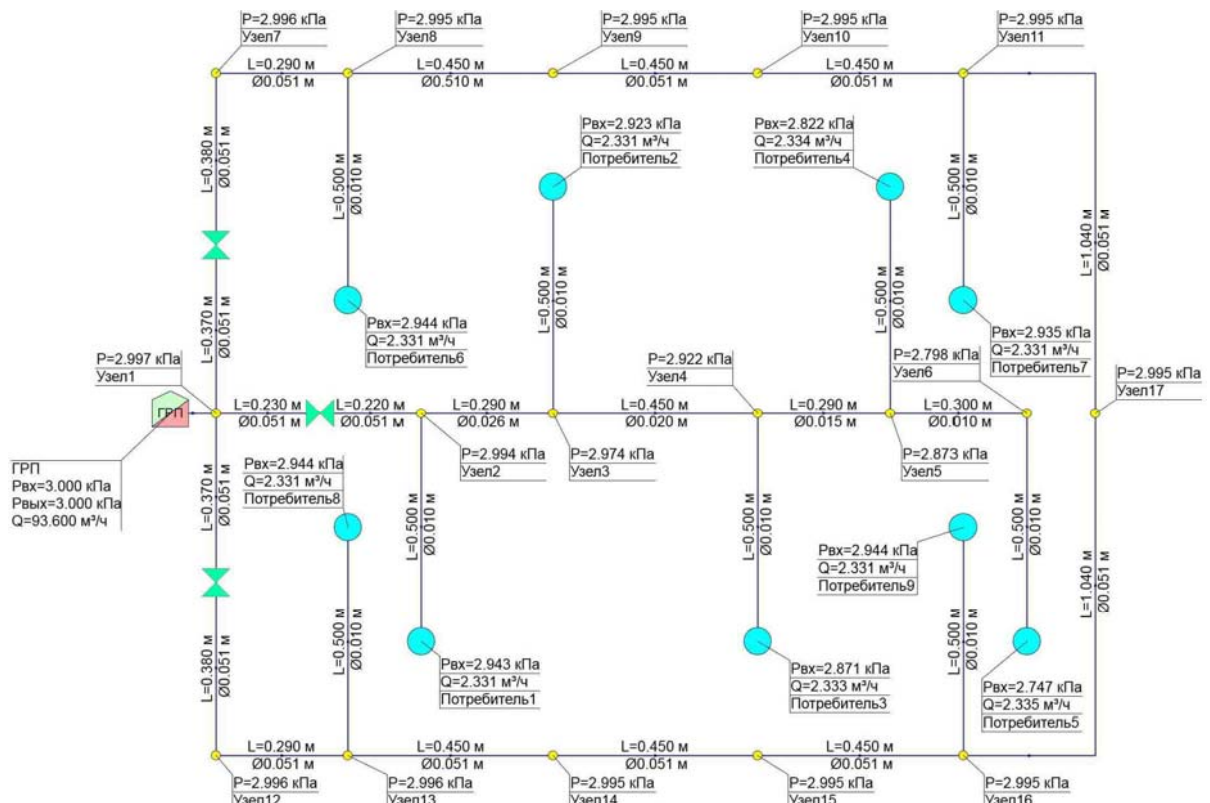 P=2.996 кПа
Узел7
P=2.995 кПа
Узел8
P=2.995 кПа
Узел9
P=2.995 кПа
Узел10
P=2.995 кПа
Узел11
L=0.290 м
Ø0.051 м
L=0.450 м
Ø0.510 м
L=0.450 м
Ø0.051 м
L=0.450 м
Ø0.051 м
L=0.380 м
Ø0.051 м
L=0.500 м
Ø0.010 м
Pвх=2.923 кПа
Q=2.331 м³/ч
Потребитель2
Pвх=2.822 кПа
Q=2.334 м³/ч
Потребитель4
L=0.500 м
Ø0.010 м
L=1.040 м
Ø0.051 м
L=0.370 м
Ø0.051 м
Pвх=2.944 кПа
Q=2.331 м³/ч
Потребитель6
L=0.500 м
Ø0.010 м
L=0.500 м
Ø0.010 м
Pвх=2.935 кПа
Q=2.331 м³/ч
Потребитель7
P=2.997 кПа
Узел1
P=2.922 кПа
Узел4
P=2.798 кПа
Узел6
P=2.995 кПа
Узел17
ГРП
L=0.230 м
Ø0.051 м
L=0.220 м
Ø0.051 м
L=0.290 м
Ø0.026 м
L=0.450 м
Ø0.020 м
L=0.290 м
Ø0.015 м
L=0.300 м
Ø0.010 м
ГРП
Pвх=3.000 кПа
Pвых=3.000 кПа
Q=93.600 м³/ч
P=2.994 кПа
Узел2
P=2.974 кПа
Узел3
P=2.873 кПа
Узел5
L=0.370 м
Ø0.051 м
Pвх=2.944 кПа
Q=2.331 м³/ч
Потребитель8
L=0.500 м
Ø0.010 м
L=0.500 м
Ø0.010 м
Pвх=2.944 кПа
Q=2.331 м³/ч
Потребитель9
L=0.500 м
Ø0.010 м
L=1.040 м
Ø0.051 м
L=0.380 м
Ø0.051 м
L=0.500 м
Ø0.010 м
Pвх=2.943 кПа
Q=2.331 м³/ч
Потребитель1
Pвх=2.871 кПа
Q=2.333 м³/ч
Потребитель3
L=0.500 м
Ø0.010 м
Pвх=2.747 кПа
Q=2.335 м³/ч
Потребитель5
L=0.290 м
Ø0.051 м
L=0.450 м
Ø0.051 м
L=0.450 м
Ø0.051 м
L=0.450 м
Ø0.051 м
P=2.996 кПа
Узел12
P=2.996 кПа
Узел13
P=2.995 кПа
Узел14
P=2.995 кПа
Узел15
P=2.995 кПа
Узел16